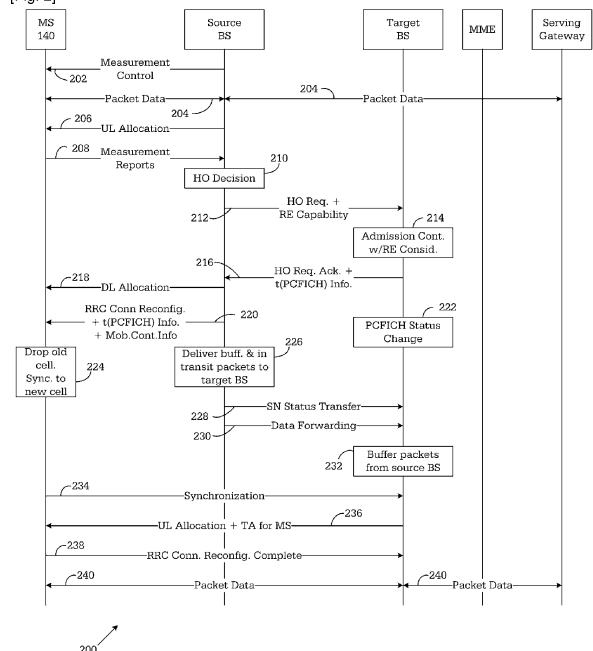 MS
140
Source
BS
Target
BS
MME
Serving
Gateway
Measurement
Control
202
Packet Data
204
204
Packet Data
206
UL Allocation
208
Measurement
Reports
210
HO Decision
HO Req. +
RE Capability
212
214
Admission Cont.
w/RE Consid.
216
HO Req. Ack. +
t(PCFICH) Info.
218
DL Allocation
RRC Conn Reconfig.
+ t(PCFICH) Info.
+ Mob.Cont.Info
220
222
PCFICH Status
Change
Drop old
cell.
Sync. to
new cell
224
Deliver buff. & in
transit packets to
target BS
226
SN Status Transfer
228
Data Forwarding
230
Buffer packets
from source BS
232
234
Synchronization
236
UL Allocation + TA for MS
238
RRC Conn. Reconfig. Complete
240
Packet Data
240
Packet Data
200